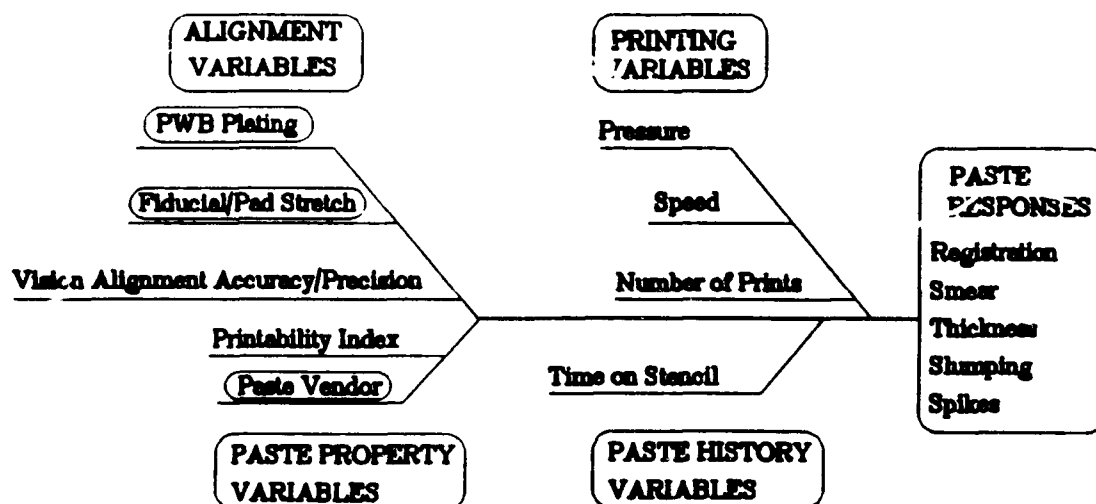 ALIGNMENT
VARIABLES
PRINTING
VARIABLES
PWB Plating
Pressure
Fiducial/Pad Stretch
Speed
Vision Alignment Accuracy/Precision
Number of Prints
Printability Index
Paste Vendor
Time on Stencil
PASTE
RESPONSES
Registration
Smear
Thickness
Slumping
Spikes
PASTE PROPERTY
VARIABLES
PASTE HISTORY
VARIABLES